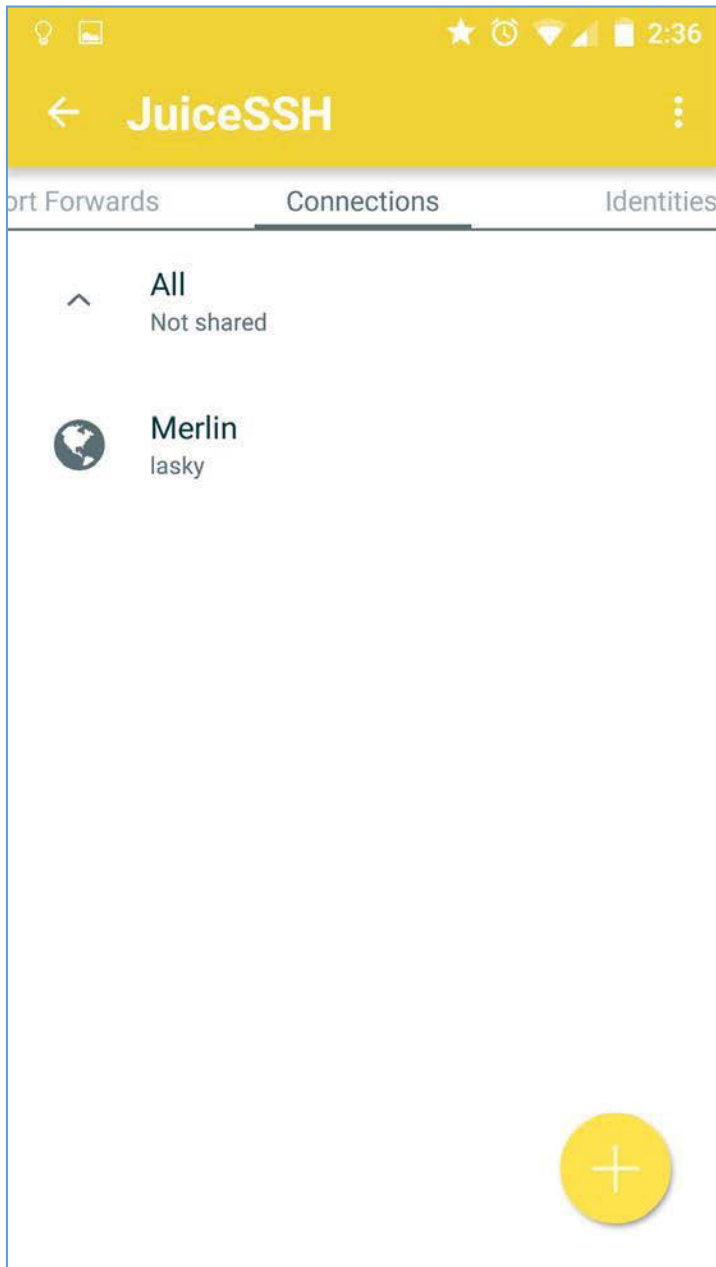 2:36
JuiceSSH
ort Forwards Connections Identities
All
Not shared
Merlin
lasky